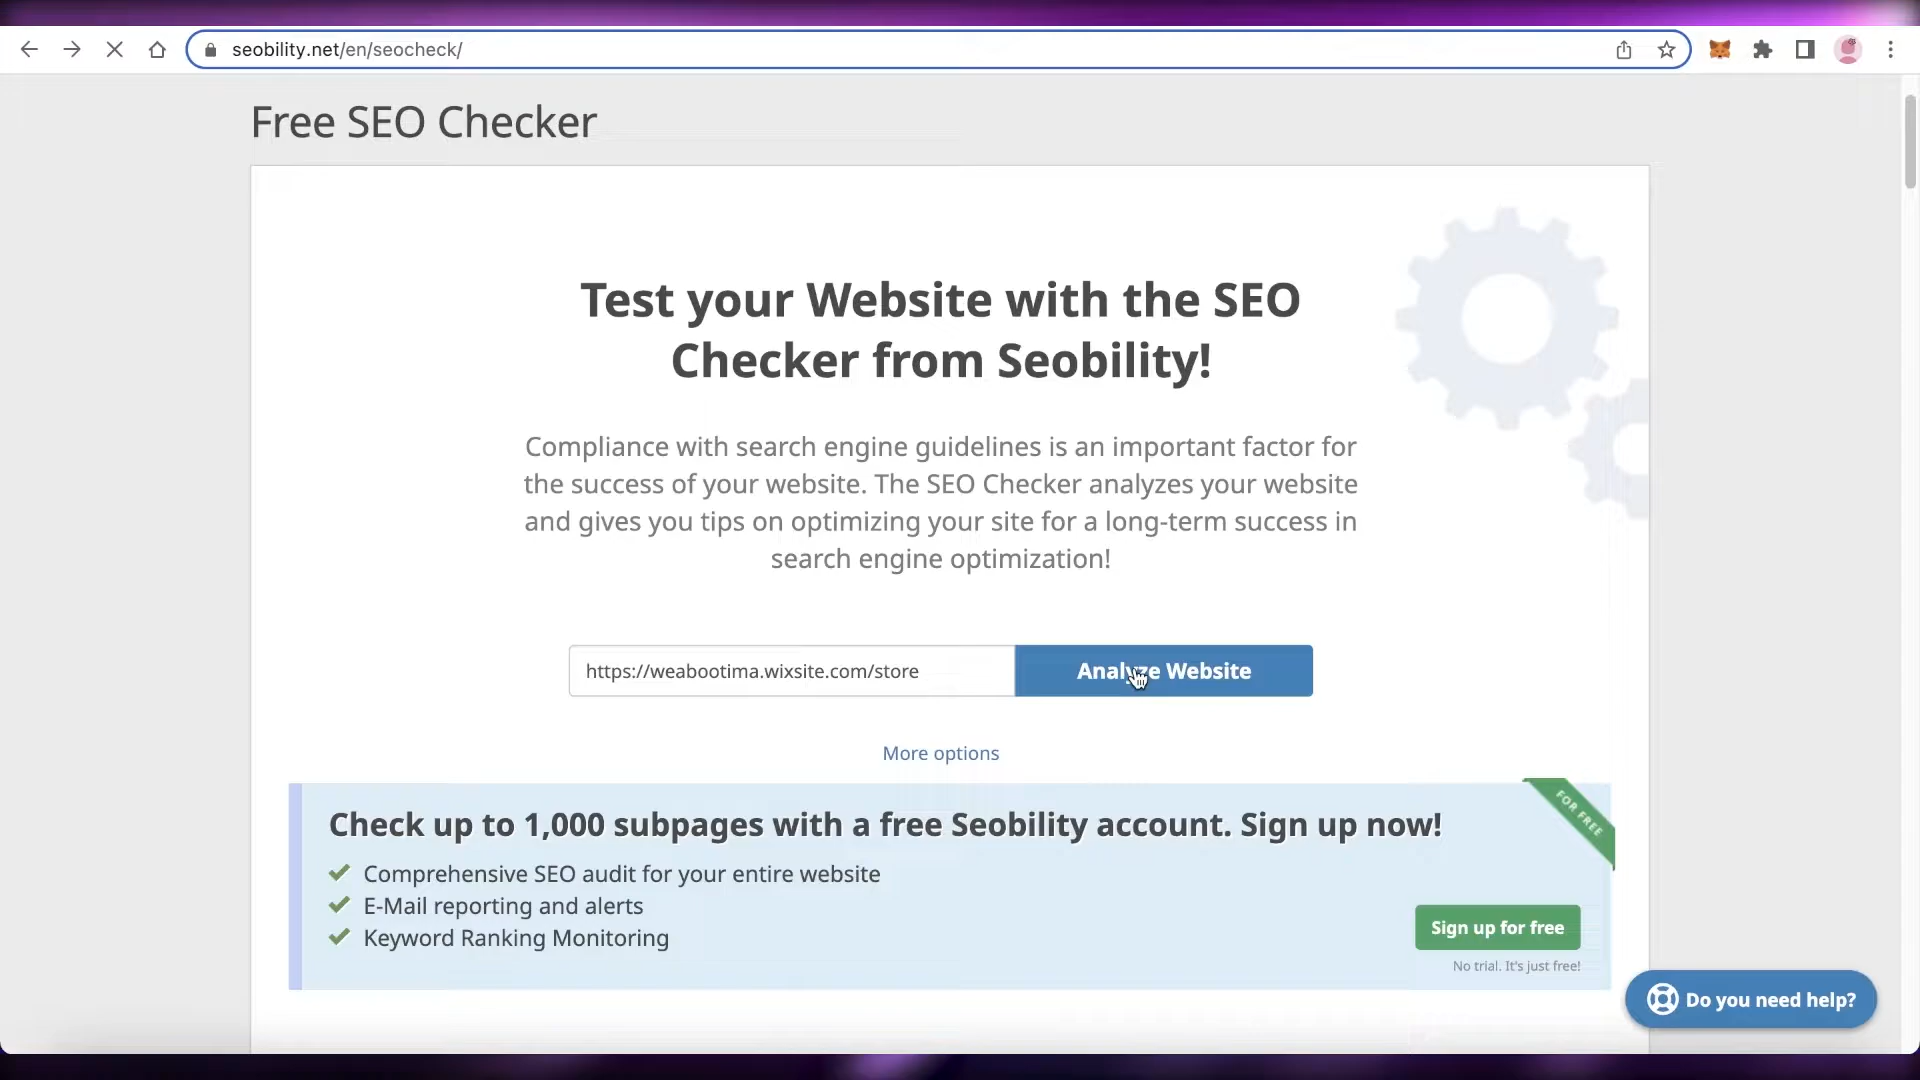 seobility.net/en/seocheck/
Free SEO Checker
Test your Website with the SEO
Checker from Seobility!
Compliance with search engine guidelines is an important factor for
the success of your website. The SEO Checker analyzes your website
and gives you tips on optimizing your site for a long-term success in
search engine optimization!
https://weabootima.wixsite.com/store
Analyze Website
More options
Check up to 1,000 subpages with a free Seobility account. Sign up now!
FOR FREE
Comprehensive SEO audit for your entire website
E-Mail reporting and alerts
Keyword Ranking Monitoring
Sign up for free
No trial. It's just free!
Do you need help?